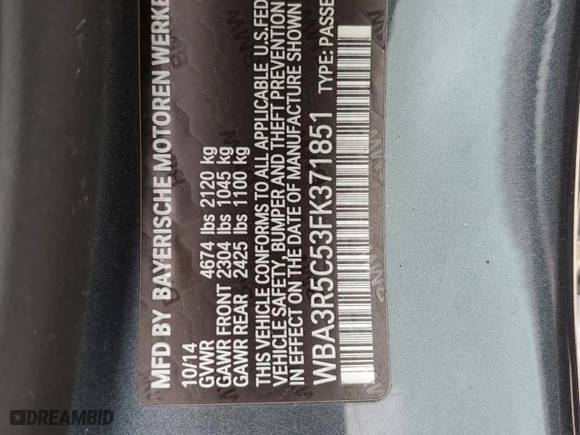 MFD BY BAYERISCHE MOTOREN WERKE
10/14
GVWR 4674 lbs 2120 kg
GAWR FRONT 2304 lbs 1045 kg
GAWR REAR 2425 lbs 1100 kg
THIS VEHICLE CONFORMS TO ALL APPLICABLE U.S.FED
VEHICLE SAFETY, BUMPER AND THEFT PREVENTION
IN EFFECT ON THE DATE OF MANUFACTURE SHOWN
WBA3R5C53FK371851 TYPE: PASSE
DREAMBID